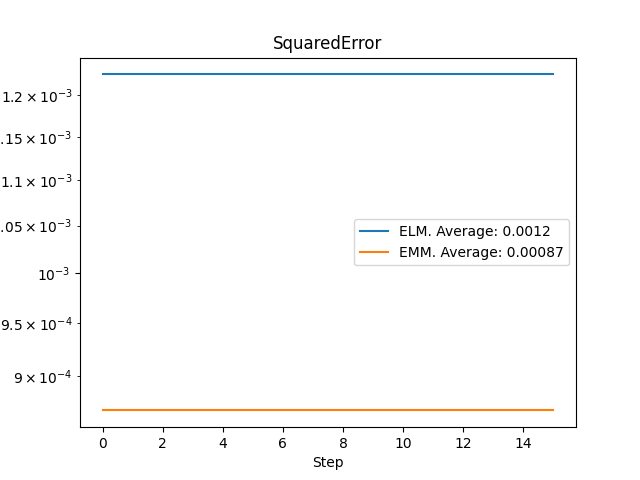 SquaredError
1.2 × 10⁻³
.15 × 10⁻³
1.1 × 10⁻³
.05 × 10⁻³
10⁻³
9.5 × 10⁻⁴
9 × 10⁻⁴
ELM. Average: 0.0012
EMM. Average: 0.00087
0 2 4 6 8 10 12 14
Step